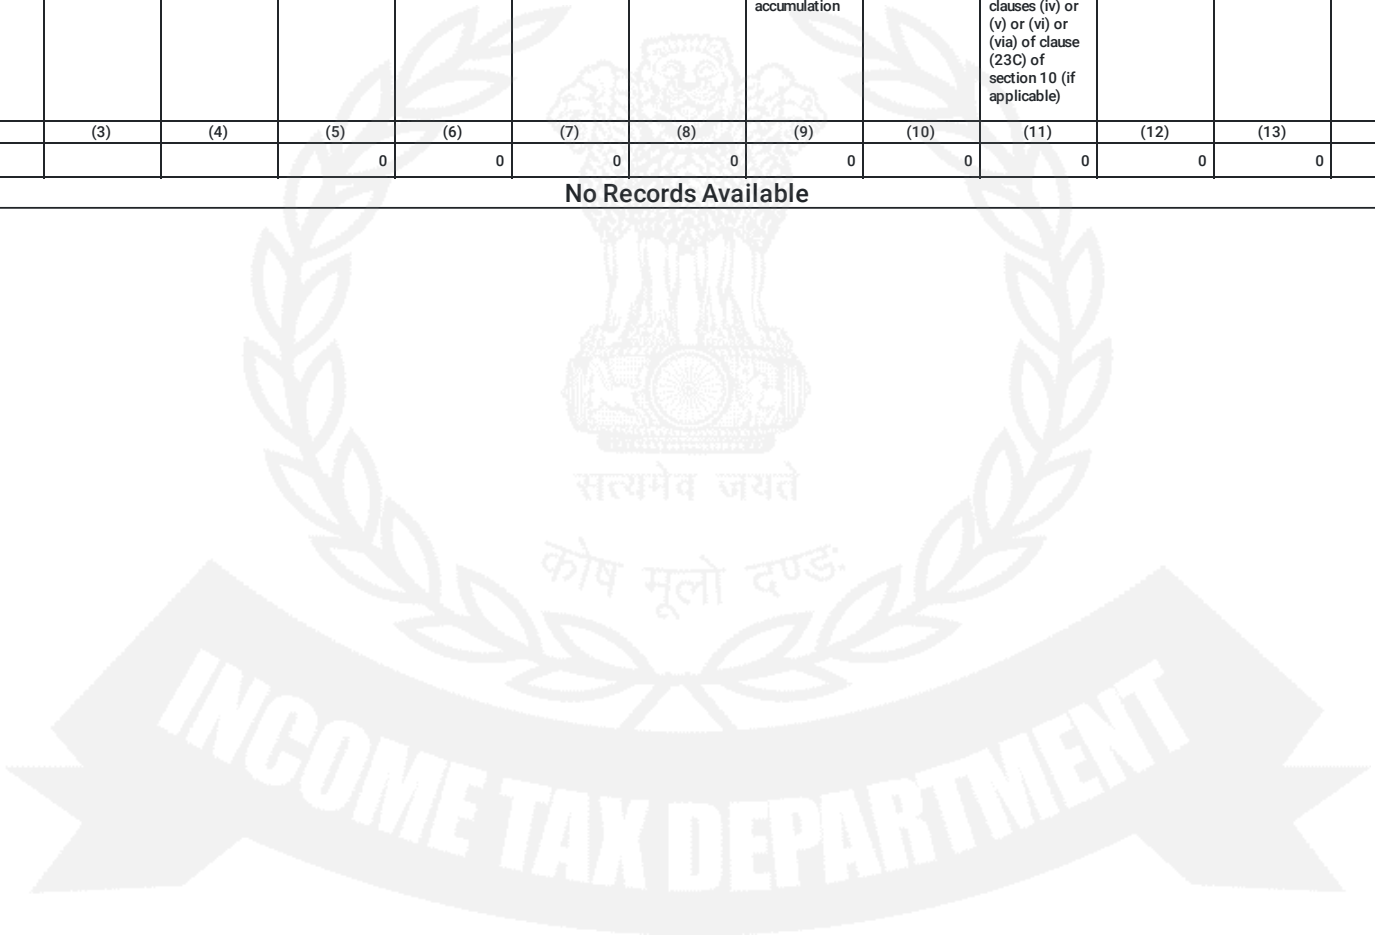 accumulation
clauses (iv) or
(v) or (vi) or
(via) of clause
(23C) of
section 10 (if
applicable)
(3) (4) (5) (6) (7) (8) (9) (10) (11) (12) (13)
0 0 0 0 0 0 0 0 0
No Records Available
सत्यमेव जयते
कोष मूलो दण्डः
INCOME TAX DEPARTMENT